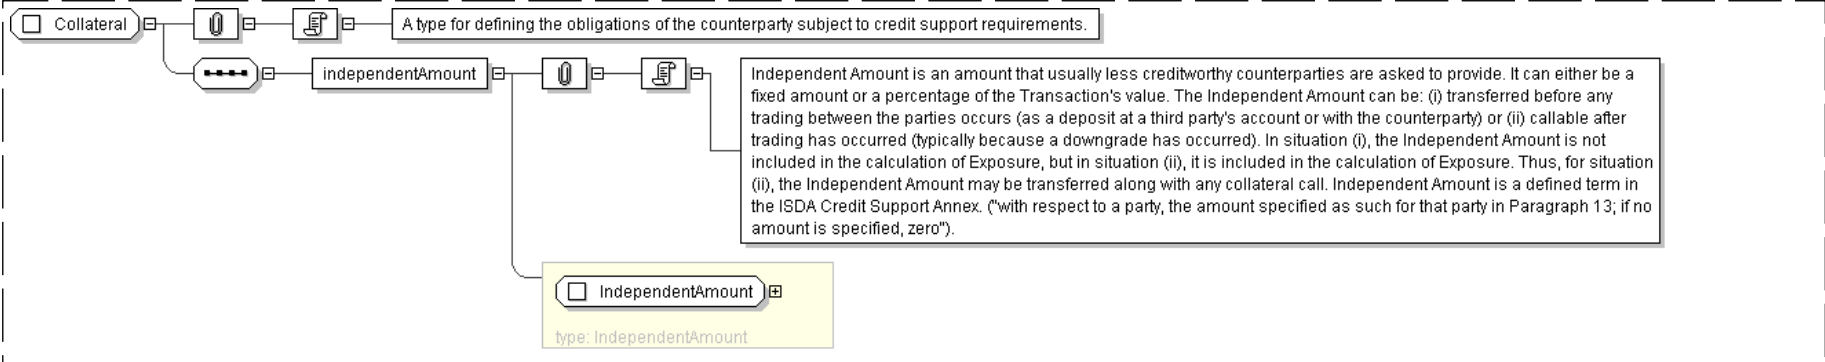 Collateral
A type for defining the obligations of the counterparty subject to credit support requirements.
independentAmount
Independent Amount is an amount that usually less creditworthy counterparties are asked to provide. It can either be a
fixed amount or a percentage of the Transaction's value. The Independent Amount can be: (i) transferred before any
trading between the parties occurs (as a deposit at a third party's account or with the counterparty) or (ii) callable after
trading has occurred (typically because a downgrade has occurred). In situation (i), the Independent Amount is not
included in the calculation of Exposure, but in situation (ii), it is included in the calculation of Exposure. Thus, for situation
(ii), the Independent Amount may be transferred along with any collateral call. Independent Amount is a defined term in
the ISDA Credit Support Annex. ("with respect to a party, the amount specified as such for that party in Paragraph 13; if no
amount is specified, zero").
IndependentAmount
type: IndependentAmount